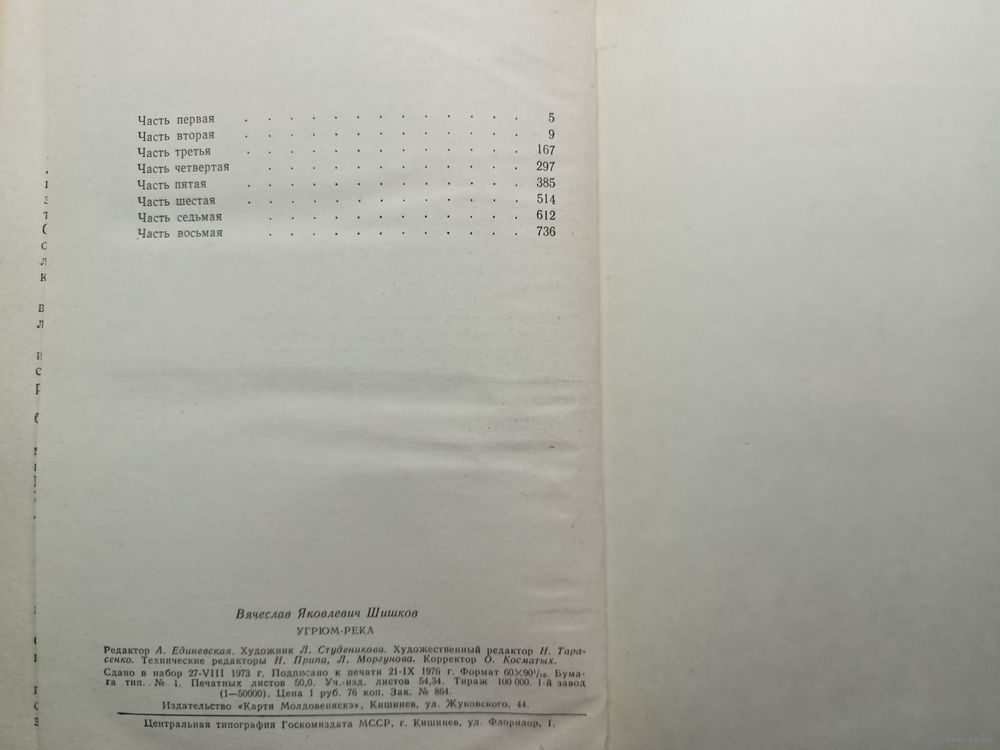 Часть первая . . . . . . . . . . . . . 5
Часть вторая . . . . . . . . . . . . . 9
Часть третья . . . . . . . . . . . . . 167
Часть четвертая . . . . . . . . . . . . 297
Часть пятая . . . . . . . . . . . . . 385
Часть шестая . . . . . . . . . . . . . 514
Часть седьмая . . . . . . . . . . . . 612
Часть восьмая . . . . . . . . . . . . 736
Вячеслав Яковлевич Шишков
УГРЮМ-РЕКА
Редактор А. Единевская. Художник Л. Студеникова. Художественный редактор Н. Тара-
сенко. Технические редакторы Н. Припа, Л. Моргунова. Корректор О. Косматых.
Сдано в набор 27-VIII 1973 г. Подписано к печати 21-IX 1976 г. Формат 60×90¹/₁₆. Бума-
га тип. № 1. Печатных листов 50,0. Уч.-изд. листов 54,34. Тираж 100 000. 1-й завод
(1—50000). Цена 1 руб. 76 коп. Зак. № 864.
Издательство «Картя Молдовеняскэ», Кишинев, ул. Жуковского, 44.
Центральная типография Госкомиздата МССР, г. Кишинев, ул. Флорилор, 1.